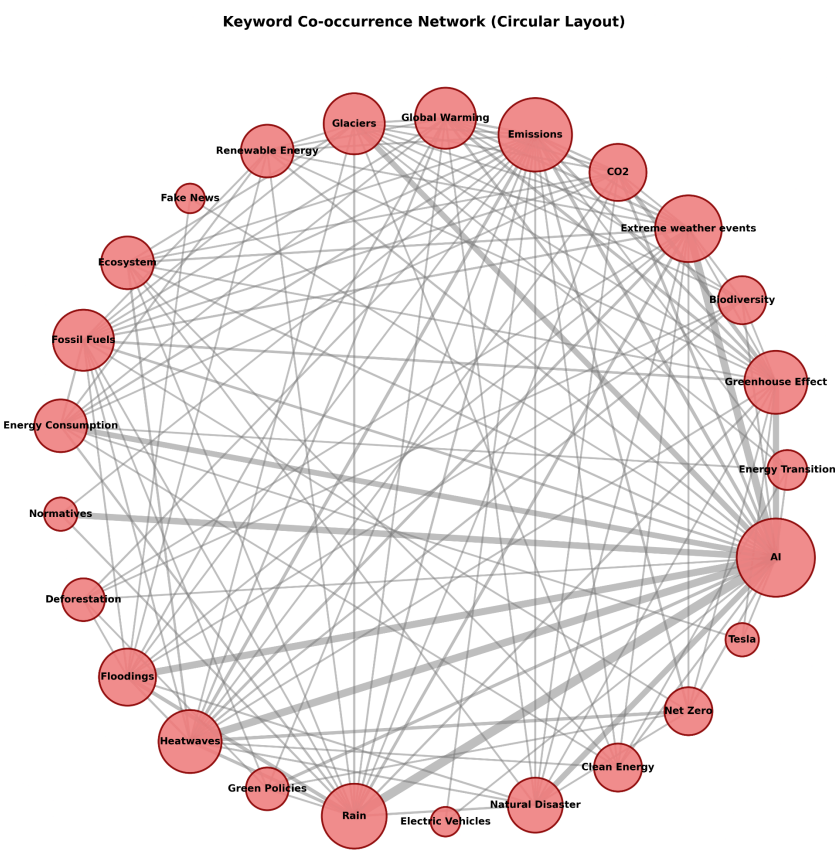 Keyword Co-occurrence Network (Circular Layout)
Global Warming
Glaciers
Emissions
Renewable Energy
CO2
Fake News
Extreme weather events
Ecosystem
Biodiversity
Fossil Fuels
Greenhouse Effect
Energy Consumption
Energy Transition
Normatives
AI
Deforestation
Tesla
Floodings
Net Zero
Heatwaves
Clean Energy
Green Policies
Natural Disaster
Rain
Electric Vehicles